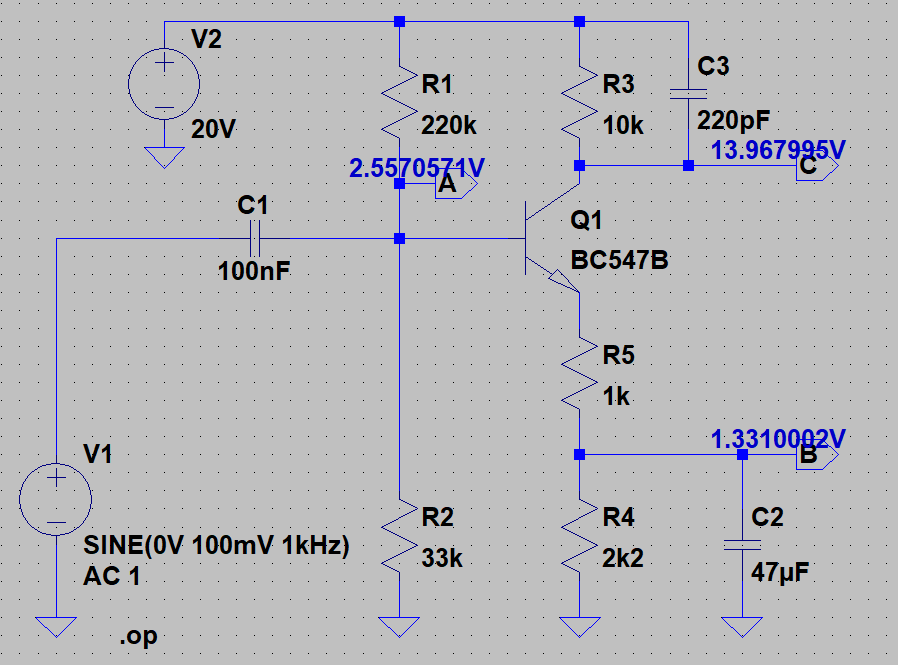 V2
20V
R1
220k
R3
10k
C3
220pF
2.5570571V
A
13.967995V
C
C1
100nF
Q1
BC547B
R5
1k
1.3310002V
B
V1
SINE(0V 100mV 1kHz)
AC 1
R2
33k
R4
2k2
C2
47µF
.op